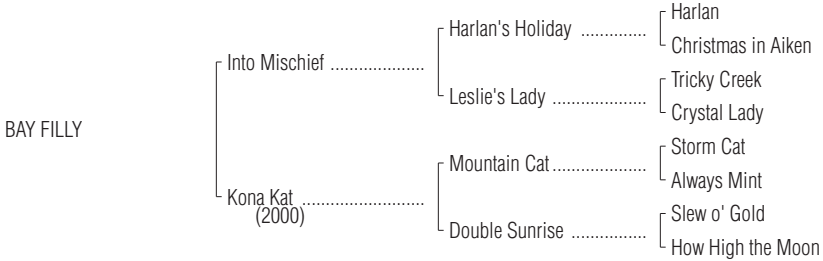 Harlan
Harlan's Holiday ..............
Christmas in Aiken
Into Mischief ....................
Tricky Creek
Leslie's Lady ....................
Crystal Lady
BAY FILLY
Storm Cat
Mountain Cat....................
Always Mint
Kona Kat ..........................
(2000)
Slew o' Gold
Double Sunrise ................
How High the Moon